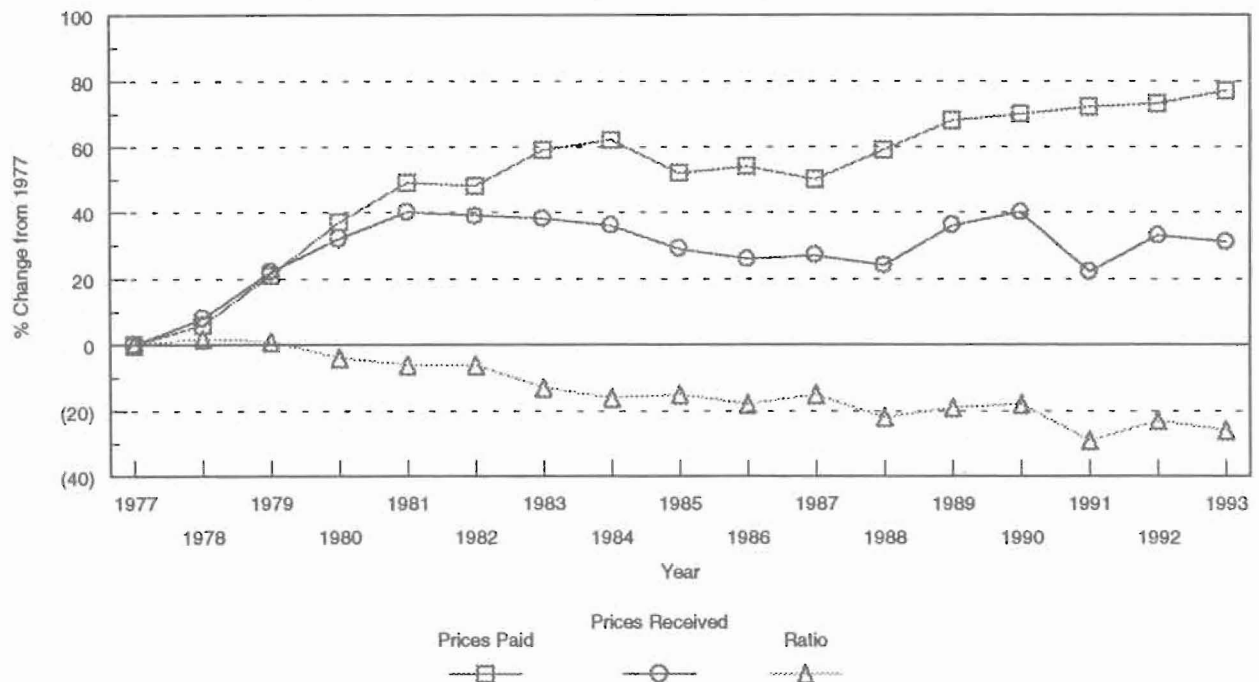 100
80
60
40
20
0
(20)
(40)
% Change from 1977
1977 1979 1981 1983 1985 1987 1989 1991 1993
1978 1980 1982 1984 1986 1988 1990 1992
Year
Prices Received
Prices Paid Ratio